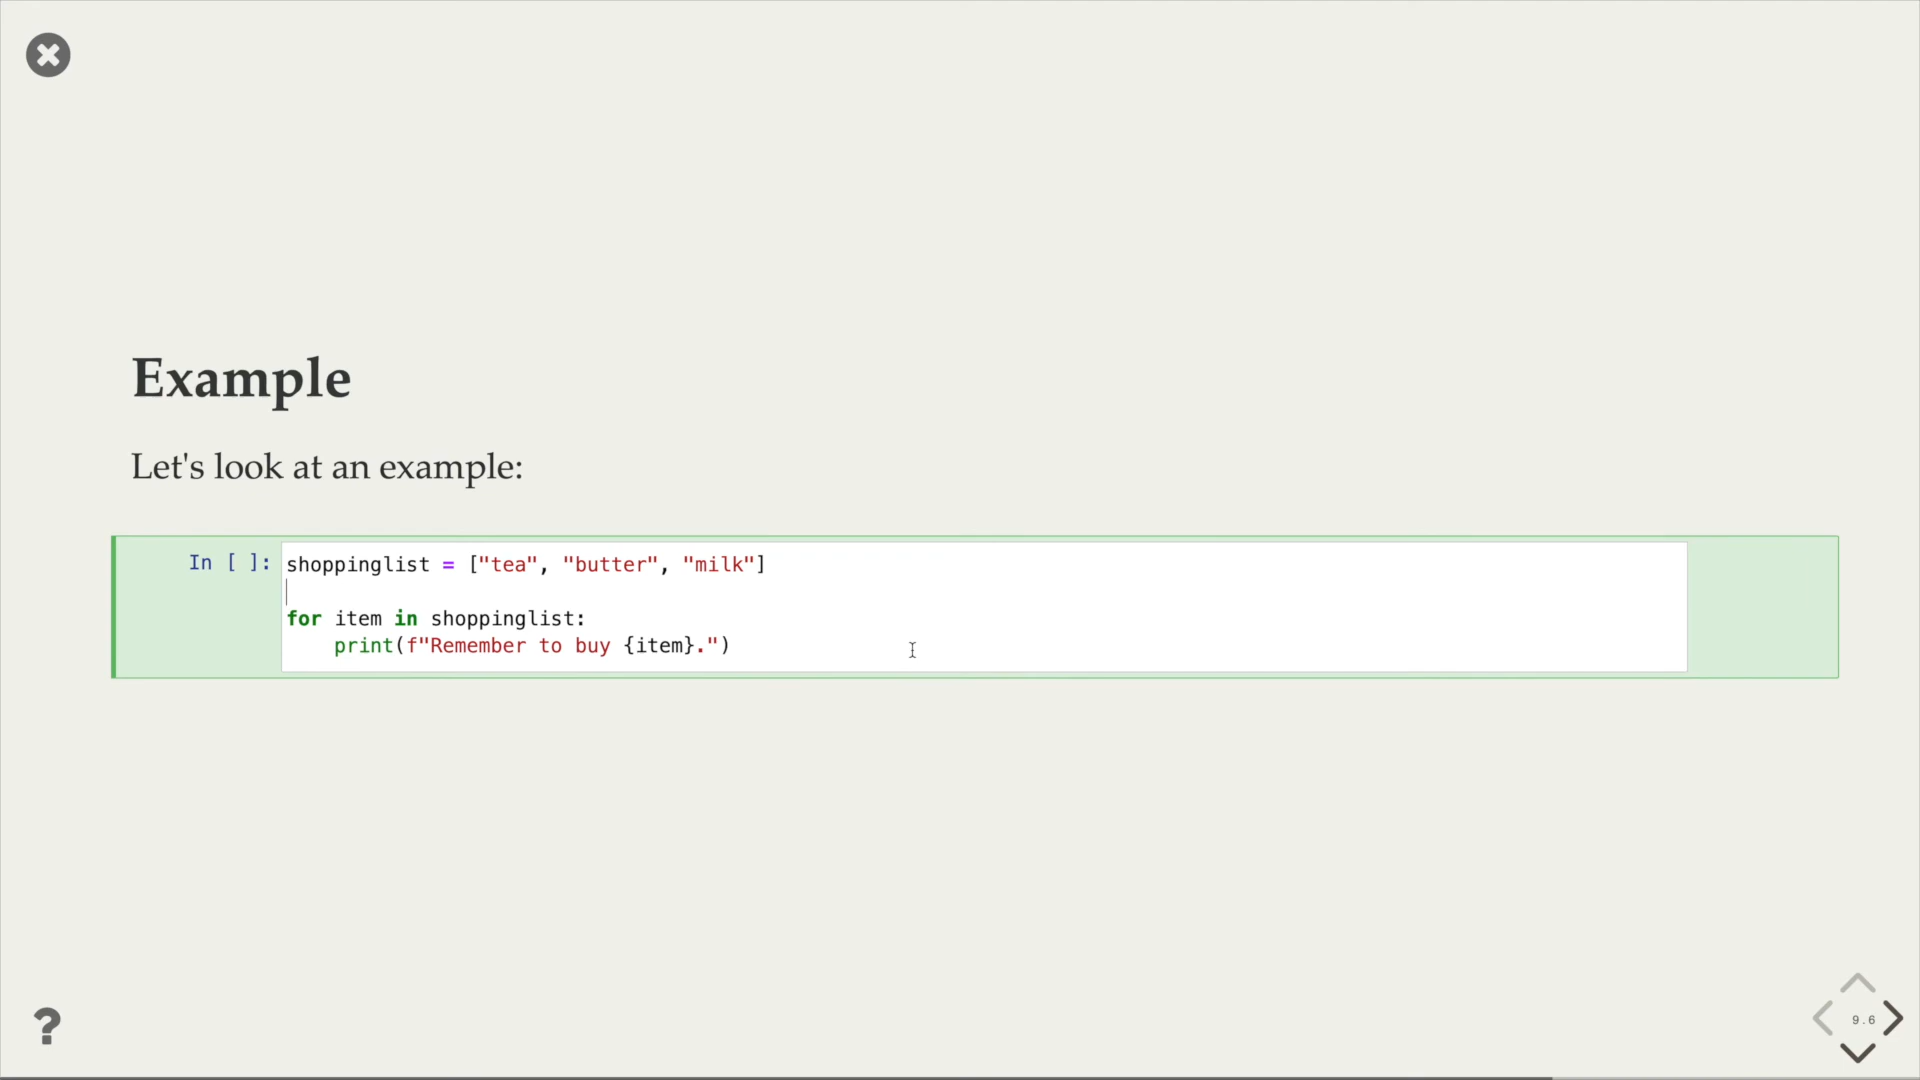 Example
Let's look at an example:
In [ ]: shoppinglist = ["tea", "butter", "milk"]
for item in shoppinglist:
    print(f"Remember to buy {item}.")
?
9.6